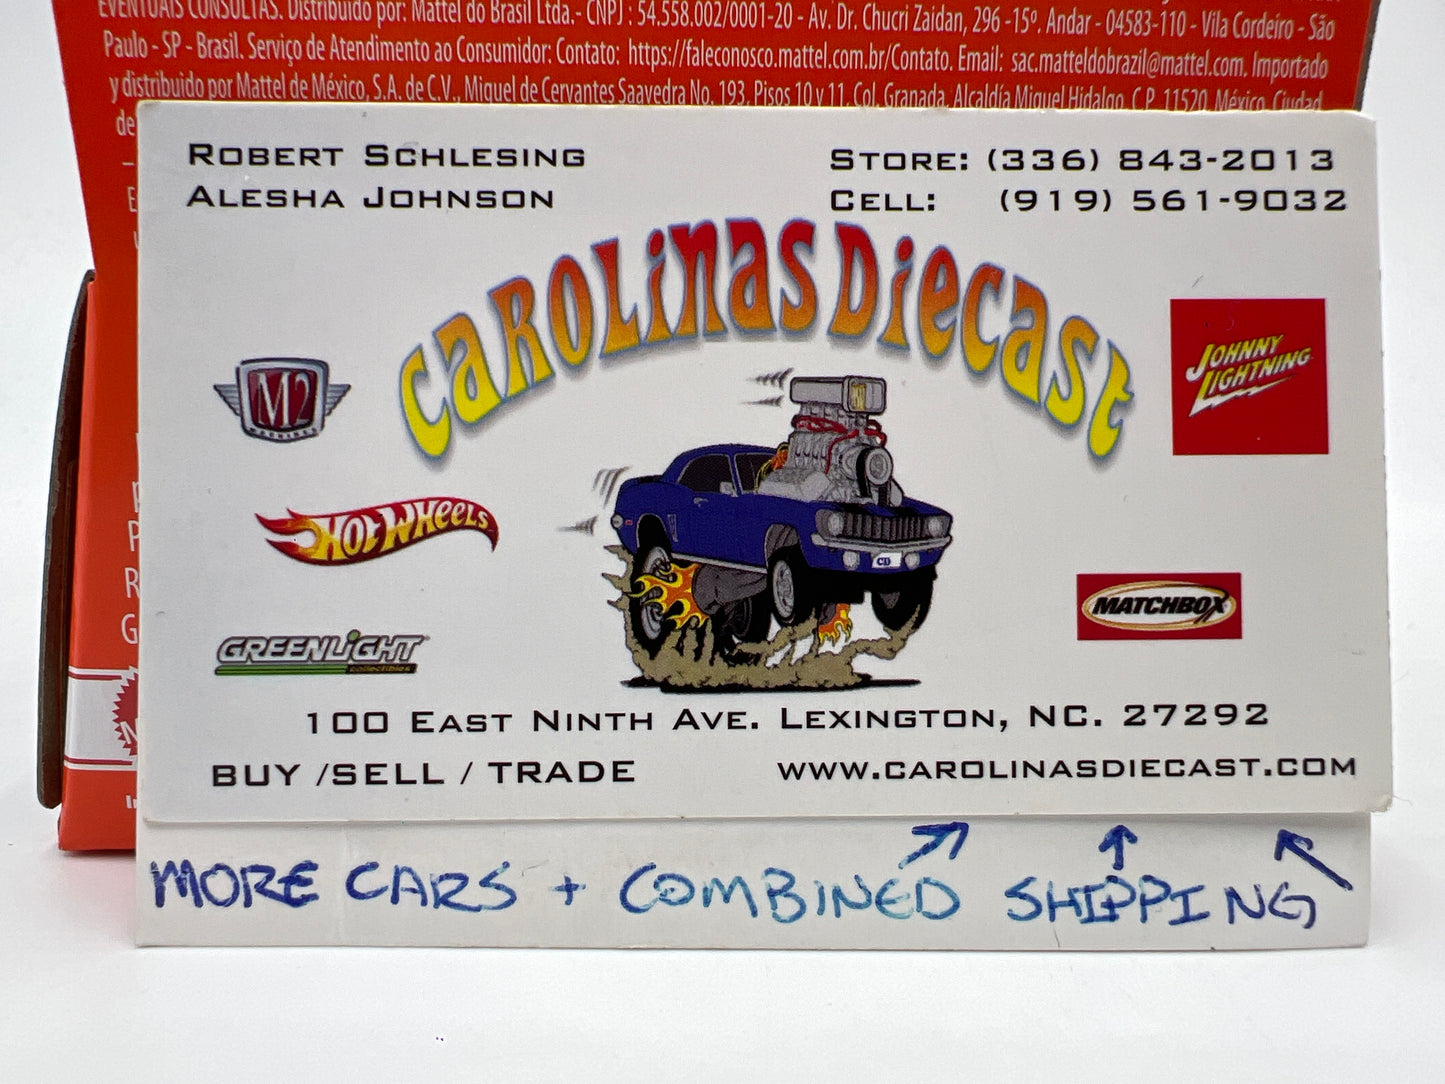 EVENTUAIS CONSULTAS. Distribuído por: Mattel do Brasil Ltda.- CNPJ : 54.558.002/0001-20 - Av. Dr. Chucri Zaidan, 296 -15º. Andar - 04583-110 - Vila Cordeiro - São
Paulo - SP - Brasil. Serviço de Atendimento ao Consumidor: Contato: https://faleconosco.mattel.com.br/Contato. Email: sac.matteldobrazil@mattel.com. Importado
y distribuido por Mattel de México, S.A. de C.V., Miguel de Cervantes Saavedra No. 193, Pisos 10 y 11, Col. Granada, Alcaldía Miguel Hidalgo, C.P. 11520, México, Ciudad
de
ROBERT SCHLESING
ALESHA JOHNSON
STORE: (336) 843-2013
CELL: (919) 561-9032
CAROLINAS DIECAST
M2
MACHINES
JOHNNY
LIGHTNING
HOT WHEELS
CD
MATCHBOX
GREENLIGHT
collectibles
100 EAST NINTH AVE. LEXINGTON, NC. 27292
BUY /SELL / TRADE
WWW.CAROLINASDIECAST.COM
MORE CARS + COMBINED SHIPPING